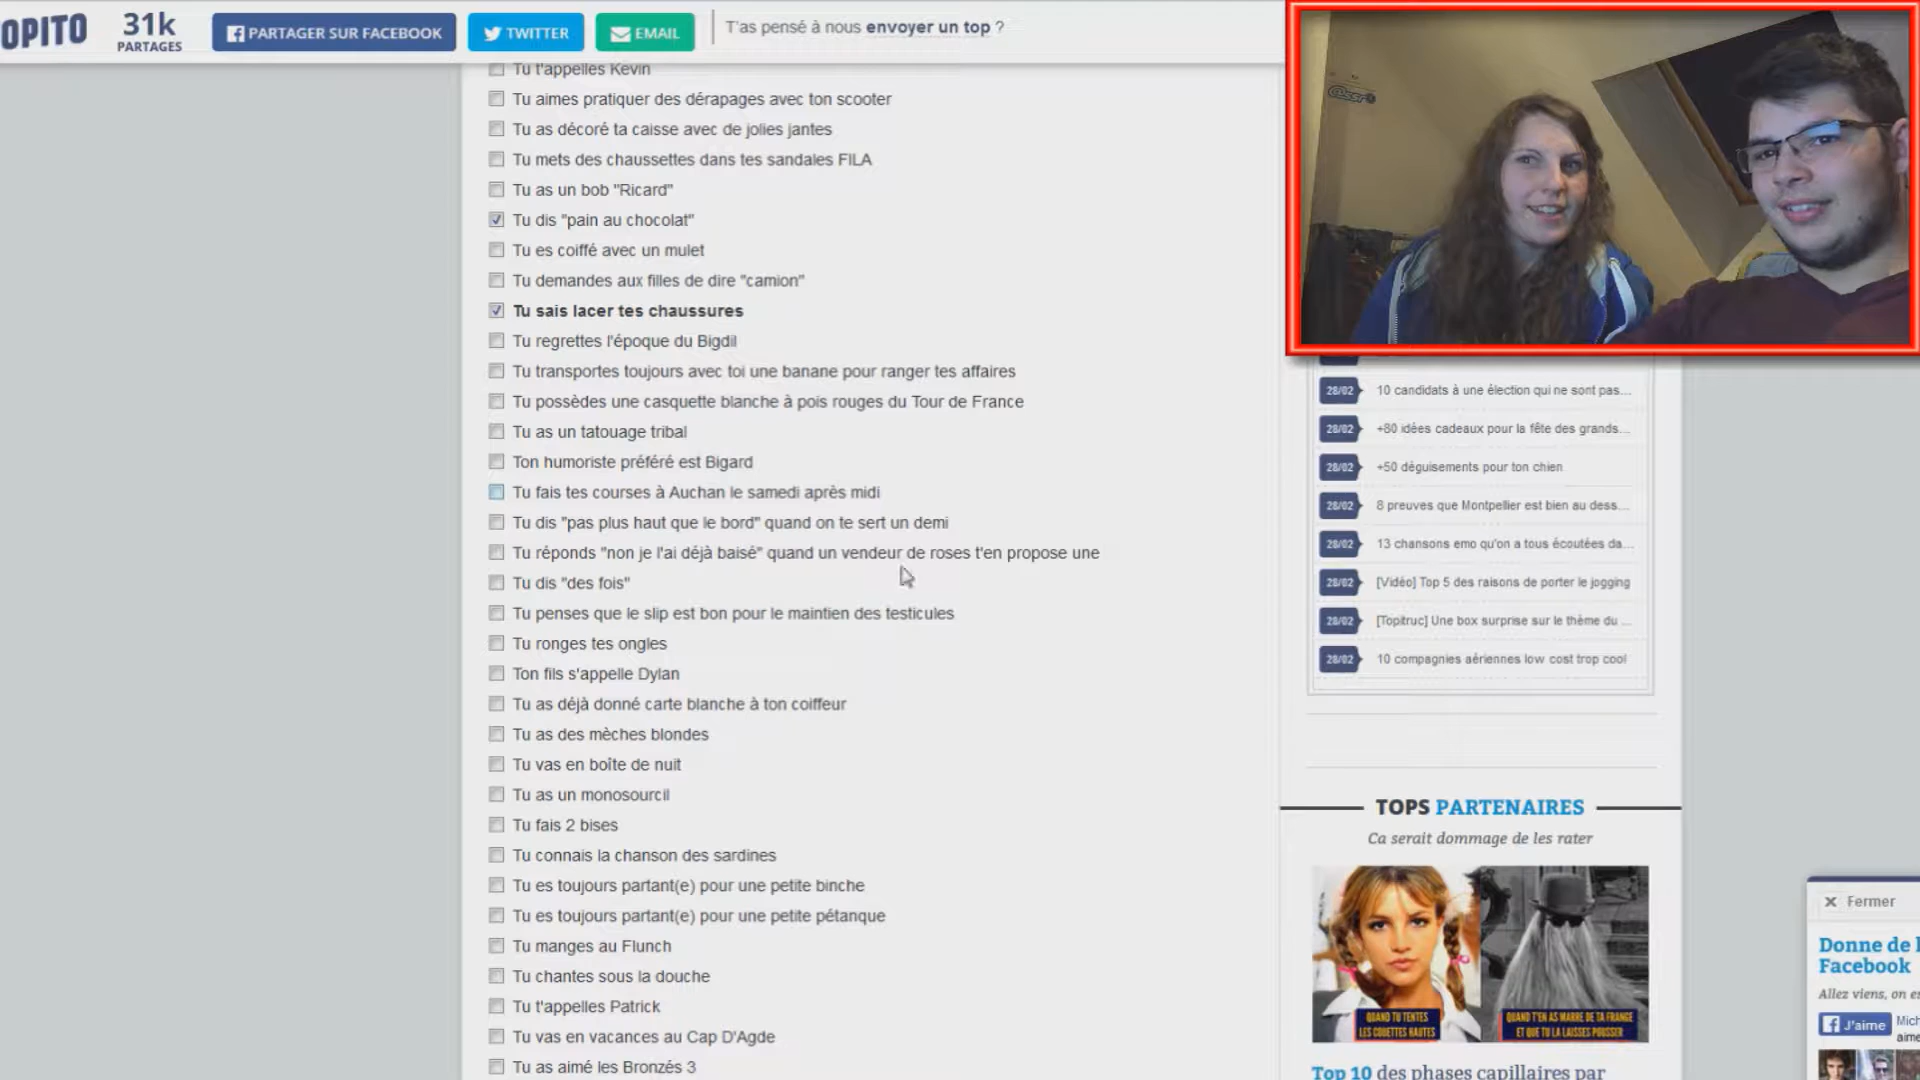 OPITO
31k
PARTAGES
PARTAGER SUR FACEBOOK
TWITTER
EMAIL
T'as pensé à nous envoyer un top ?
Tu t'appelles Kevin
Tu aimes pratiquer des dérapages avec ton scooter
Tu as décoré ta caisse avec de jolies jantes
Tu mets des chaussettes dans tes sandales FILA
Tu as un bob "Ricard"
Tu dis "pain au chocolat"
Tu es coiffé avec un mulet
Tu demandes aux filles de dire "camion"
Tu sais lacer tes chaussures
Tu regrettes l'époque du Bigdil
Tu transportes toujours avec toi une banane pour ranger tes affaires
Tu possèdes une casquette blanche à pois rouges du Tour de France
Tu as un tatouage tribal
Ton humoriste préféré est Bigard
Tu fais tes courses à Auchan le samedi après midi
Tu dis "pas plus haut que le bord" quand on te sert un demi
Tu réponds "non je l'ai déjà baisé" quand un vendeur de roses t'en propose une
Tu dis "des fois"
Tu penses que le slip est bon pour le maintien des testicules
Tu ronges tes ongles
Ton fils s'appelle Dylan
Tu as déjà donné carte blanche à ton coiffeur
Tu as des mèches blondes
Tu vas en boîte de nuit
Tu as un monosourcil
Tu fais 2 bises
Tu connais la chanson des sardines
Tu es toujours partant(e) pour une petite binche
Tu es toujours partant(e) pour une petite pétanque
Tu manges au Flunch
Tu chantes sous la douche
Tu t'appelles Patrick
Tu vas en vacances au Cap D'Agde
Tu as aimé les Bronzés 3
28/02 10 candidats à une élection qui ne sont pas...
28/02 +80 idées cadeaux pour la fête des grands...
28/02 +50 déguisements pour ton chien
28/02 8 preuves que Montpellier est bien au dess...
28/02 13 chansons emo qu'on a tous écoutées da...
28/02 [Vidéo] Top 5 des raisons de porter le jogging
28/02 [Topitruc] Une box surprise sur le thème du ...
28/02 10 compagnies aériennes low cost trop cool
TOPS PARTENAIRES
Ca serait dommage de les rater
QUAND TU TENTES
LES COUETTES HAUTES
QUAND T'EN AS MARRE DE TA FRANGE
ET QUE TU LA LAISSES POUSSER
Top 10 des phases capillaires par
Fermer
Donne de l
Facebook
Allez viens, on es
J'aime
Mich
aime